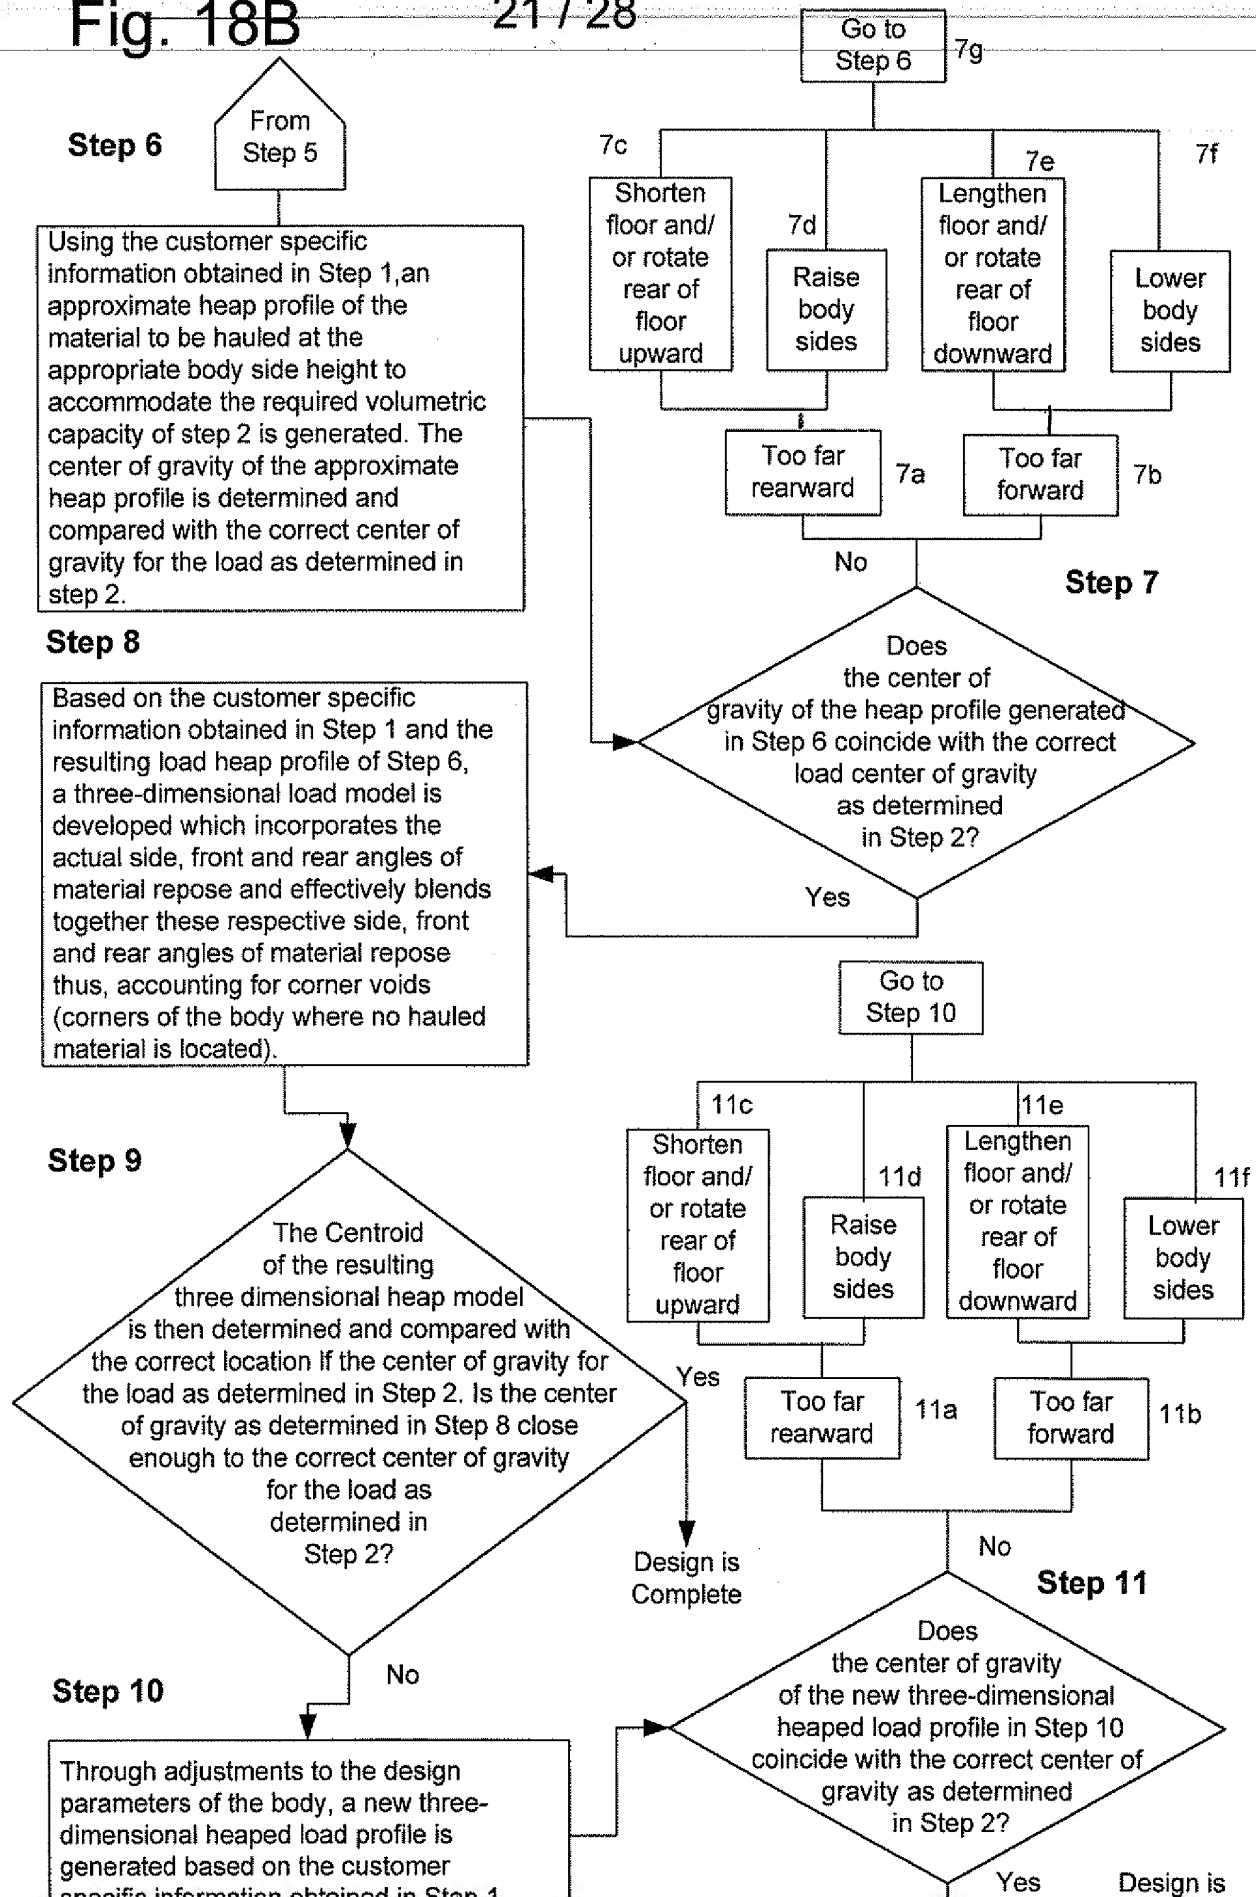 Fig. 18B
21 / 28
Go to
Step 6
7g
Step 6
From
Step 5
Using the customer specific
information obtained in Step 1,an
approximate heap profile of the
material to be hauled at the
appropriate body side height to
accommodate the required volumetric
capacity of step 2 is generated. The
center of gravity of the approximate
heap profile is determined and
compared with the correct center of
gravity for the load as determined in
step 2.
7c
Shorten
floor and/
or rotate
rear of
floor
upward
7d
Raise
body
sides
7e
Lengthen
floor and/
or rotate
rear of
floor
downward
7f
Lower
body
sides
Too far
rearward
7a
Too far
forward
7b
No
Step 7
Does
the center of
gravity of the heap profile generated
in Step 6 coincide with the correct
load center of gravity
as determined
in Step 2?
Yes
Step 8
Based on the customer specific
information obtained in Step 1 and the
resulting load heap profile of Step 6,
a three-dimensional load model is
developed which incorporates the
actual side, front and rear angles of
material repose and effectively blends
together these respective side, front
and rear angles of material repose
thus, accounting for corner voids
(corners of the body where no hauled
material is located).
Step 9
The Centroid
of the resulting
three dimensional heap model
is then determined and compared with
the correct location if the center of gravity for
the load as determined in Step 2. Is the center
of gravity as determined in Step 8 close
enough to the correct center of gravity
for the load as
determined in
Step 2?
Yes
Design is
Complete
No
Go to
Step 10
11c
Shorten
floor and/
or rotate
rear of
floor
upward
11d
Raise
body
sides
11e
Lengthen
floor and/
or rotate
rear of
floor
downward
11f
Lower
body
sides
Too far
rearward
11a
Too far
forward
11b
No
Step 11
Does
the center of gravity
of the new three-dimensional
heaped load profile in Step 10
coincide with the correct center of
gravity as determined
in Step 2?
Yes
Design is
Step 10
Through adjustments to the design
parameters of the body, a new three-
dimensional heaped load profile is
generated based on the customer
specific information obtained in Step 1